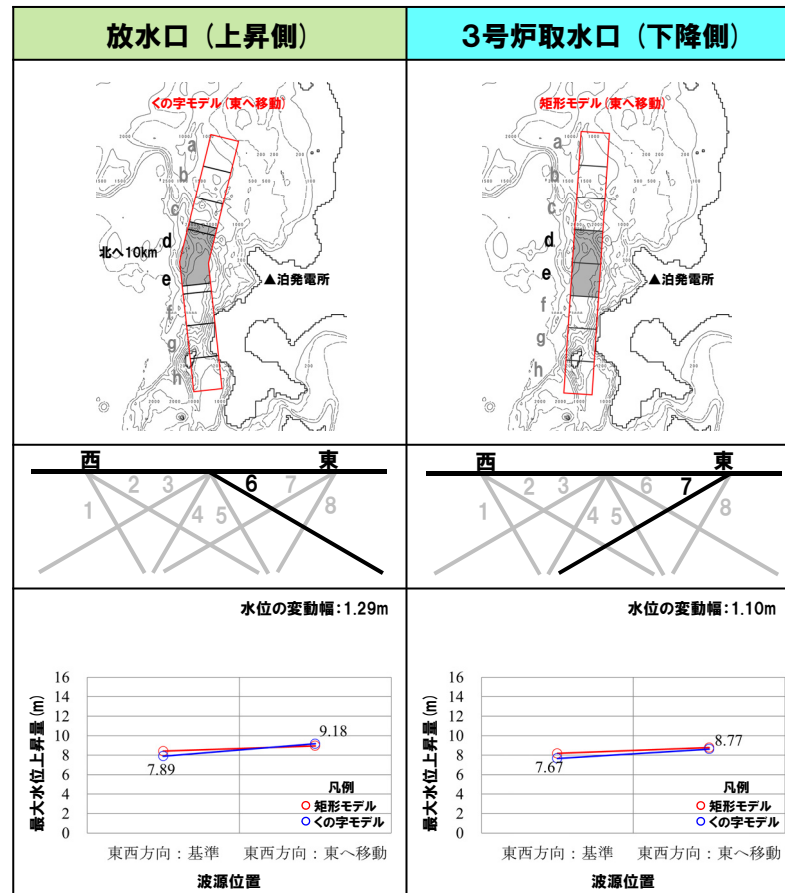 放水口（上昇側）
3号炉取水口（下降側）
くの字モデル(東へ移動)
a
b
c
d
北へ10km
e
f
g
h
▲泊発電所
矩形モデル(東へ移動)
a
b
c
d
e
f
g
h
▲泊発電所
西
東
1
2
3
4
5
6
7
8
西
東
1
2
3
4
5
6
7
8
水位の変動幅:1.29m
最大水位上昇量(m)
16
14
12
10
8
6
4
2
0
7.89
9.18
凡例
矩形モデル
くの字モデル
東西方向：基準
東西方向：東へ移動
波源位置
水位の変動幅:1.10m
最大水位上昇量(m)
16
14
12
10
8
6
4
2
0
7.67
8.77
凡例
矩形モデル
くの字モデル
東西方向：基準
東西方向：東へ移動
波源位置